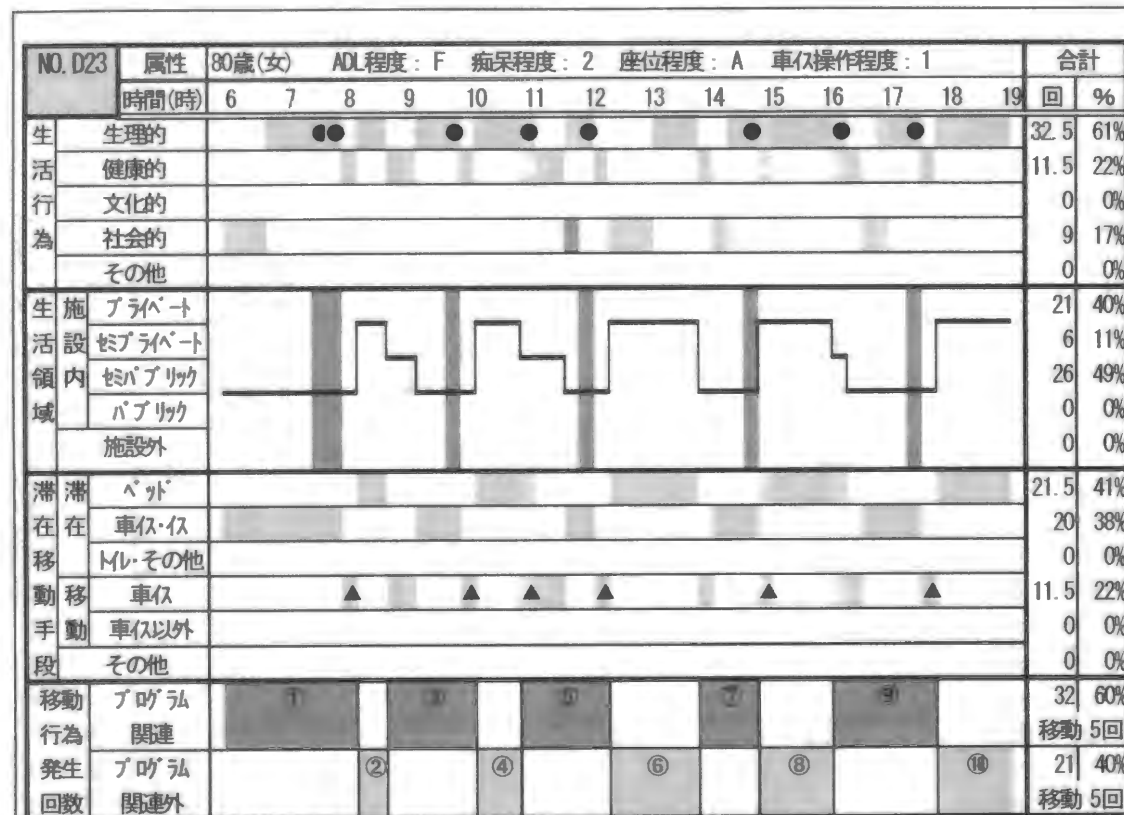 NO. D23 属性 80歳(女) ADL程度：F 痴呆程度：2 座位程度：A 車イス操作程度：1 合計
時間(時) 6 7 8 9 10 11 12 13 14 15 16 17 18 19 回 %
生活行為 生理的 32.5 61%
健康的 11.5 22%
文化的 0 0%
社会的 9 17%
その他 0 0%
生活領域 施設内 プライベート 21 40%
セミプライベート 6 11%
セミパブリック 26 49%
パブリック 0 0%
施設外 0 0%
滞在移動手段 滞在 ベッド 21.5 41%
車イス・イス 20 38%
トイレ・その他 0 0%
移動 車イス 11.5 22%
車イス以外 0 0%
その他 0 0%
移動行為発生回数 プログラム関連 ① ③ ⑤ ⑦ ⑨ 32 60%
移動 5回
プログラム関連外 ② ④ ⑥ ⑧ ⑩ 21 40%
移動 5回